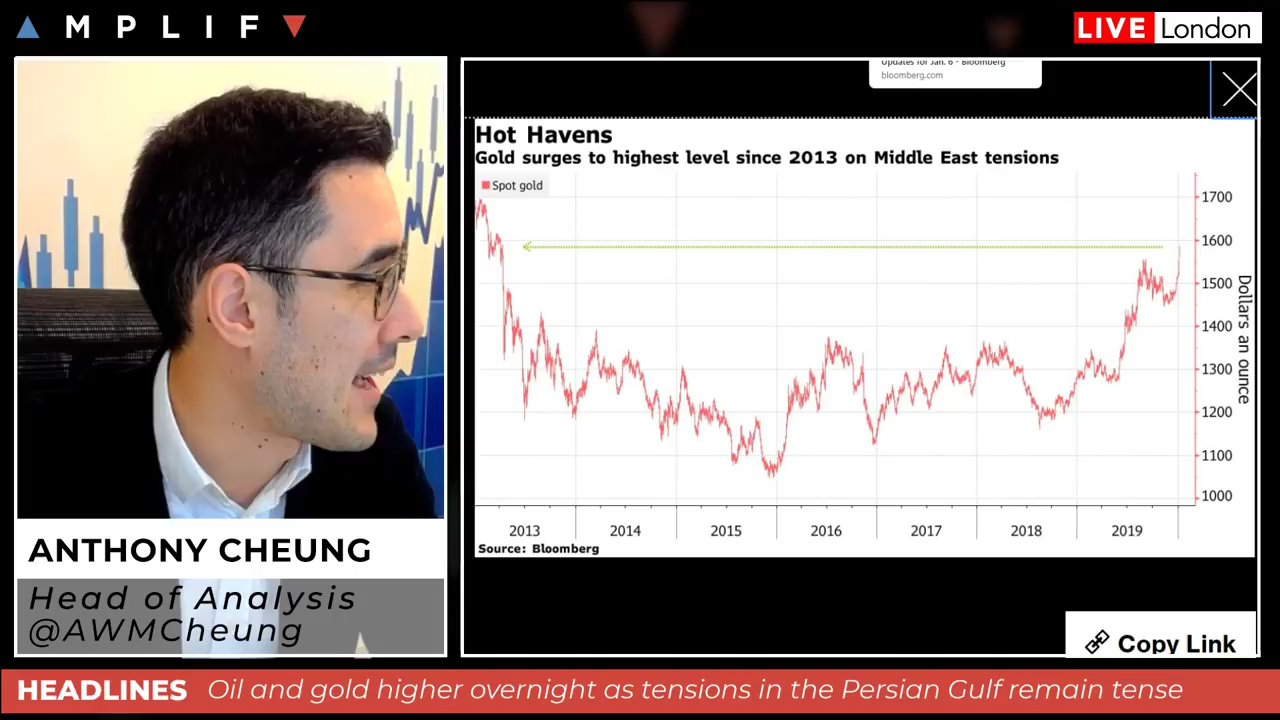 AMPLIFY
LIVE London
Updates for Jan. 6 - Bloomberg
bloomberg.com
Hot Havens
Gold surges to highest level since 2013 on Middle East tensions
Spot gold
1700
1600
1500
1400
1300
1200
1100
1000
Dollars an ounce
2013 2014 2015 2016 2017 2018 2019
Source: Bloomberg
Copy Link
ANTHONY CHEUNG
Head of Analysis
@AWMCheung
HEADLINES Oil and gold higher overnight as tensions in the Persian Gulf remain tense